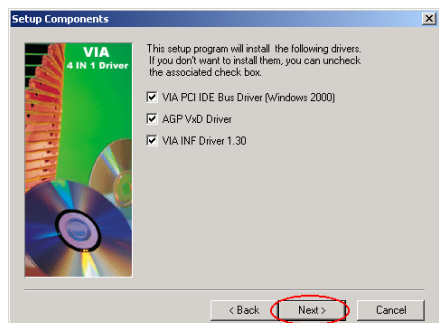 Setup Components
VIA
4 IN 1 Driver
This setup program will install the following drivers.
If you don't want to install them, you can uncheck
the associated check box.
VIA PCI IDE Bus Driver (Windows 2000)
AGP VxD Driver
VIA INF Driver 1.30
< Back
Next >
Cancel